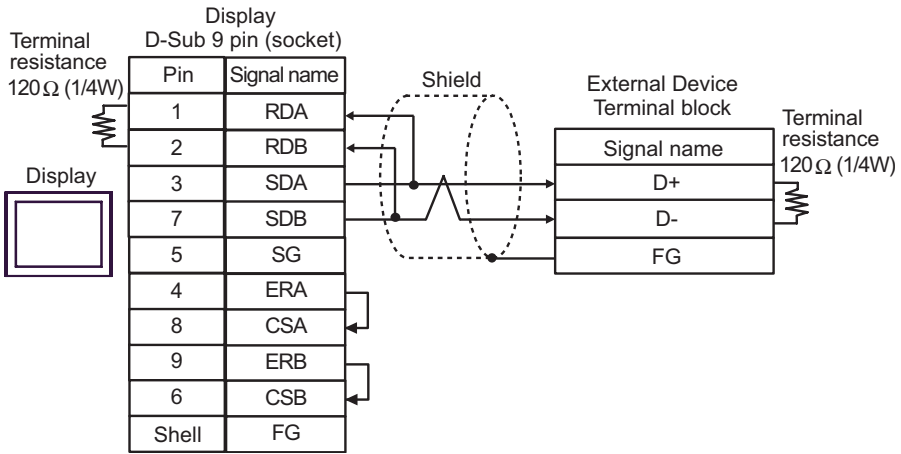 Display
D-Sub 9 pin (socket)
Terminal
resistance
120Ω (1/4W)
Pin Signal name
1 RDA
2 RDB
3 SDA
7 SDB
5 SG
4 ERA
8 CSA
9 ERB
6 CSB
Shell FG
Display
Shield
External Device
Terminal block
Signal name
D+
D-
FG
Terminal
resistance
120Ω (1/4W)